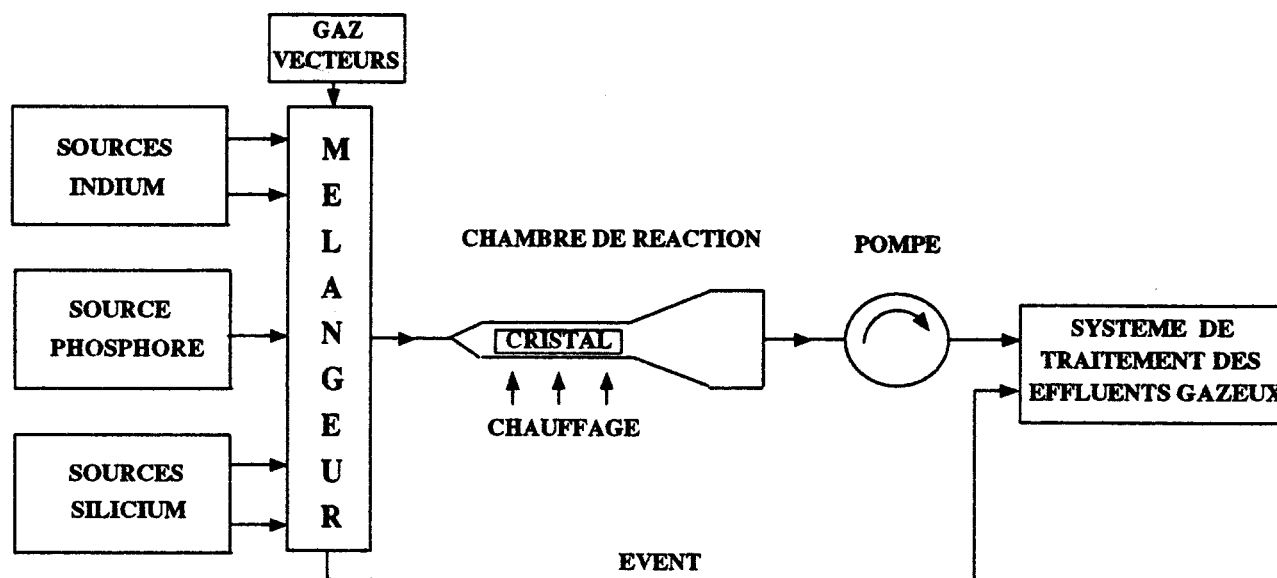 GAZ
VECTEURS
SOURCES
INDIUM
SOURCE
PHOSPHORE
SOURCES
SILICIUM
M
E
L
A
N
G
E
U
R
CHAMBRE DE REACTION
CRISTAL
CHAUFFAGE
POMPE
SYSTEME DE
TRAITEMENT DES
EFFLUENTS GAZEUX
EVENT